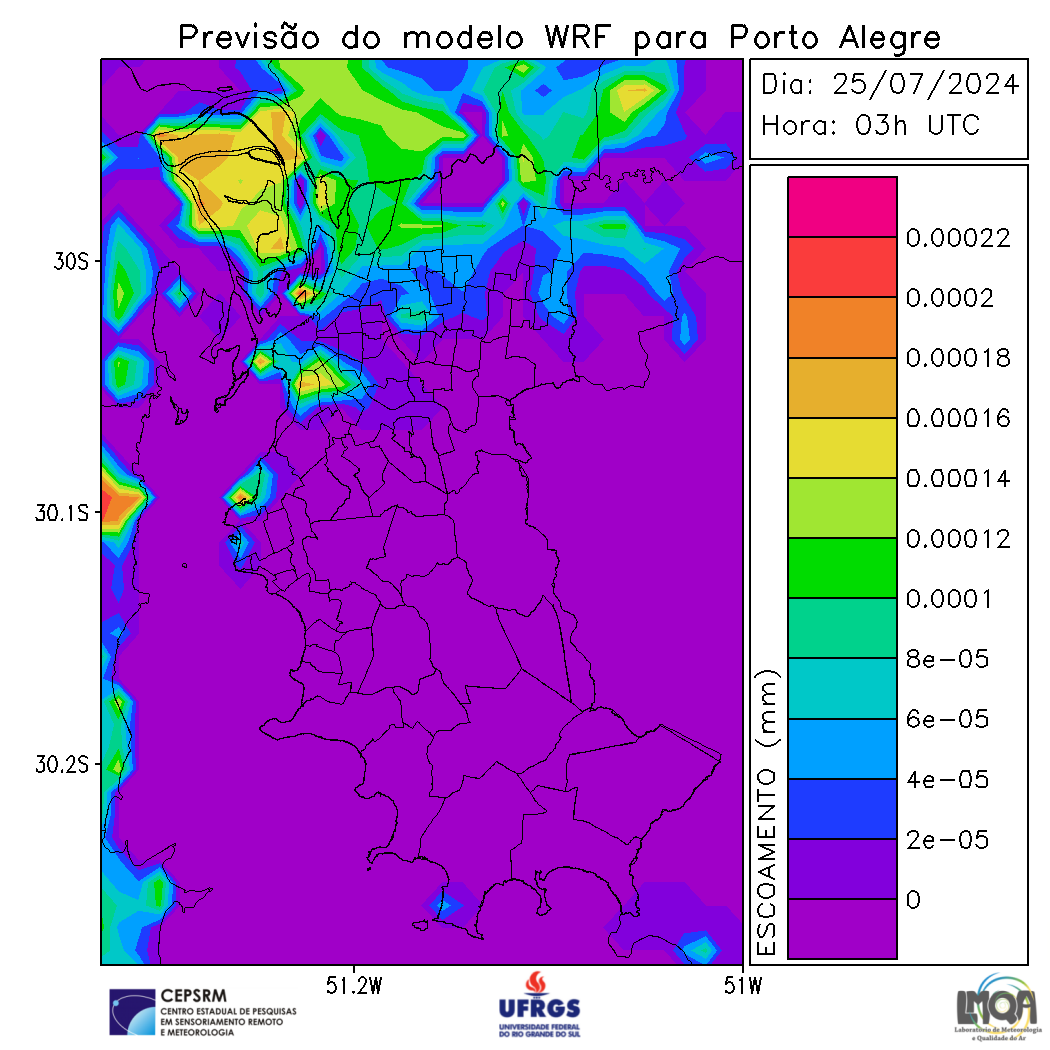 Previsão do modelo WRF para Porto Alegre
Dia: 25/07/2024
Hora: 03h UTC
0.00022
0.0002
0.00018
0.00016
0.00014
0.00012
0.0001
8e-05
6e-05
4e-05
2e-05
0
ESCOAMENTO (mm)
30S
30.1S
30.2S
51.2W
51W
CEPSRM
CENTRO ESTADUAL DE PESQUISAS
EM SENSORIAMENTO REMOTO
E METEOROLOGIA
UFRGS
UNIVERSIDADE FEDERAL
DO RIO GRANDE DO SUL
LMQA
Laboratório de Meteorologia
e Qualidade do Ar